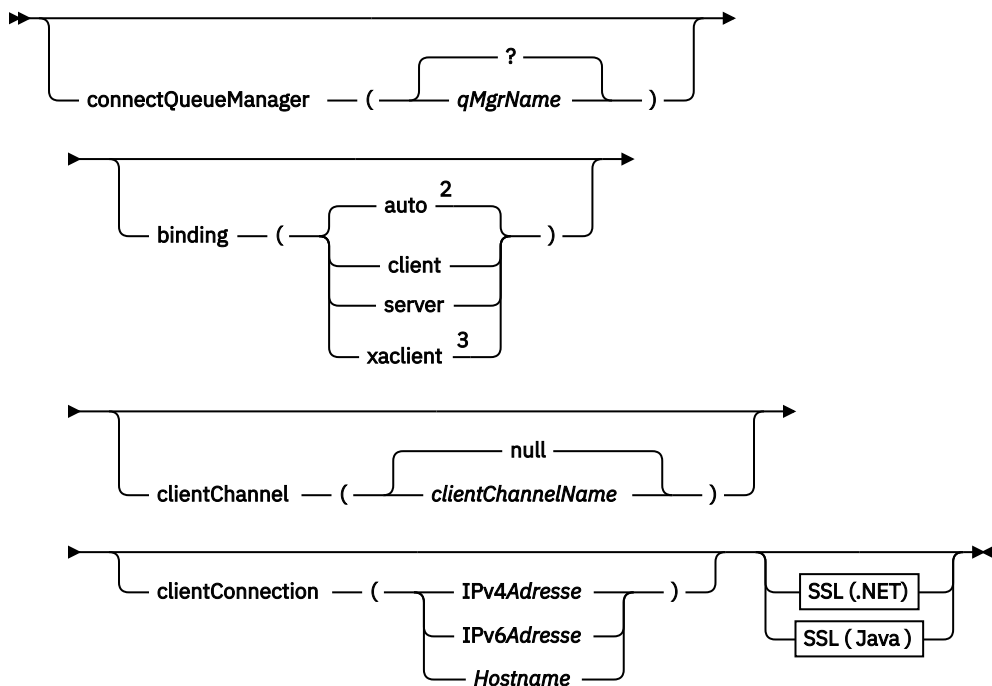 ?
connectQueueManager ( qMgrName )
auto 2
binding ( )
client
server
xaclient 3
null
clientChannel ( clientChannelName )
clientConnection ( IPv4Adresse )
IPv6Adresse
Hostname
SSL (.NET)
SSL ( Java )